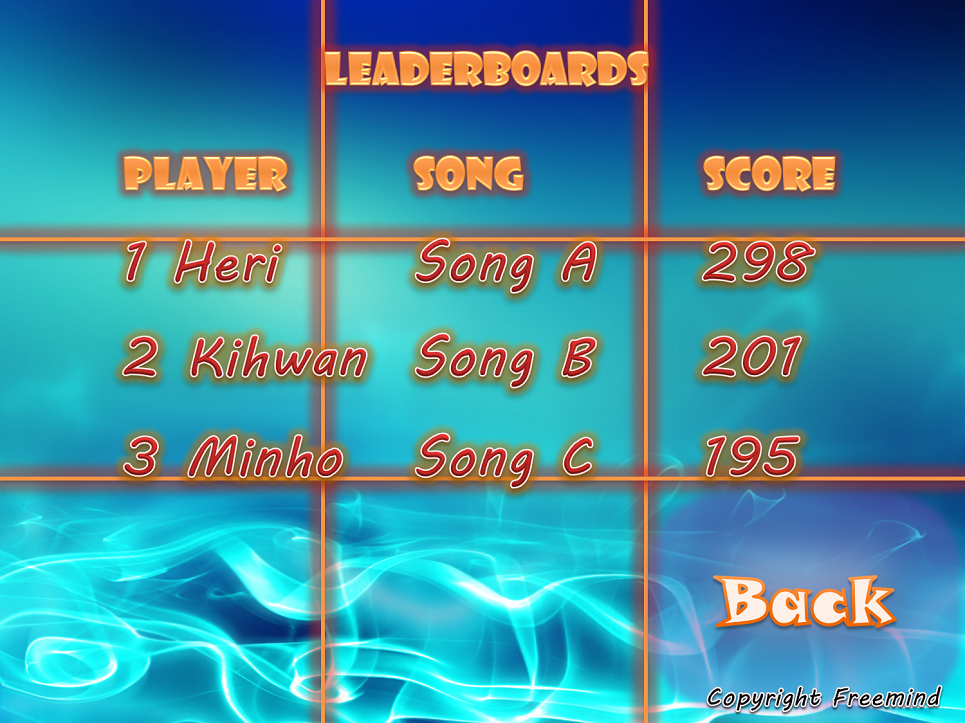 LEADERBOARDS
PLAYER SONG SCORE
1 Heri Song A 298
2 Kihwan Song B 201
3 Minho Song C 195
Back
Copyright Freemind